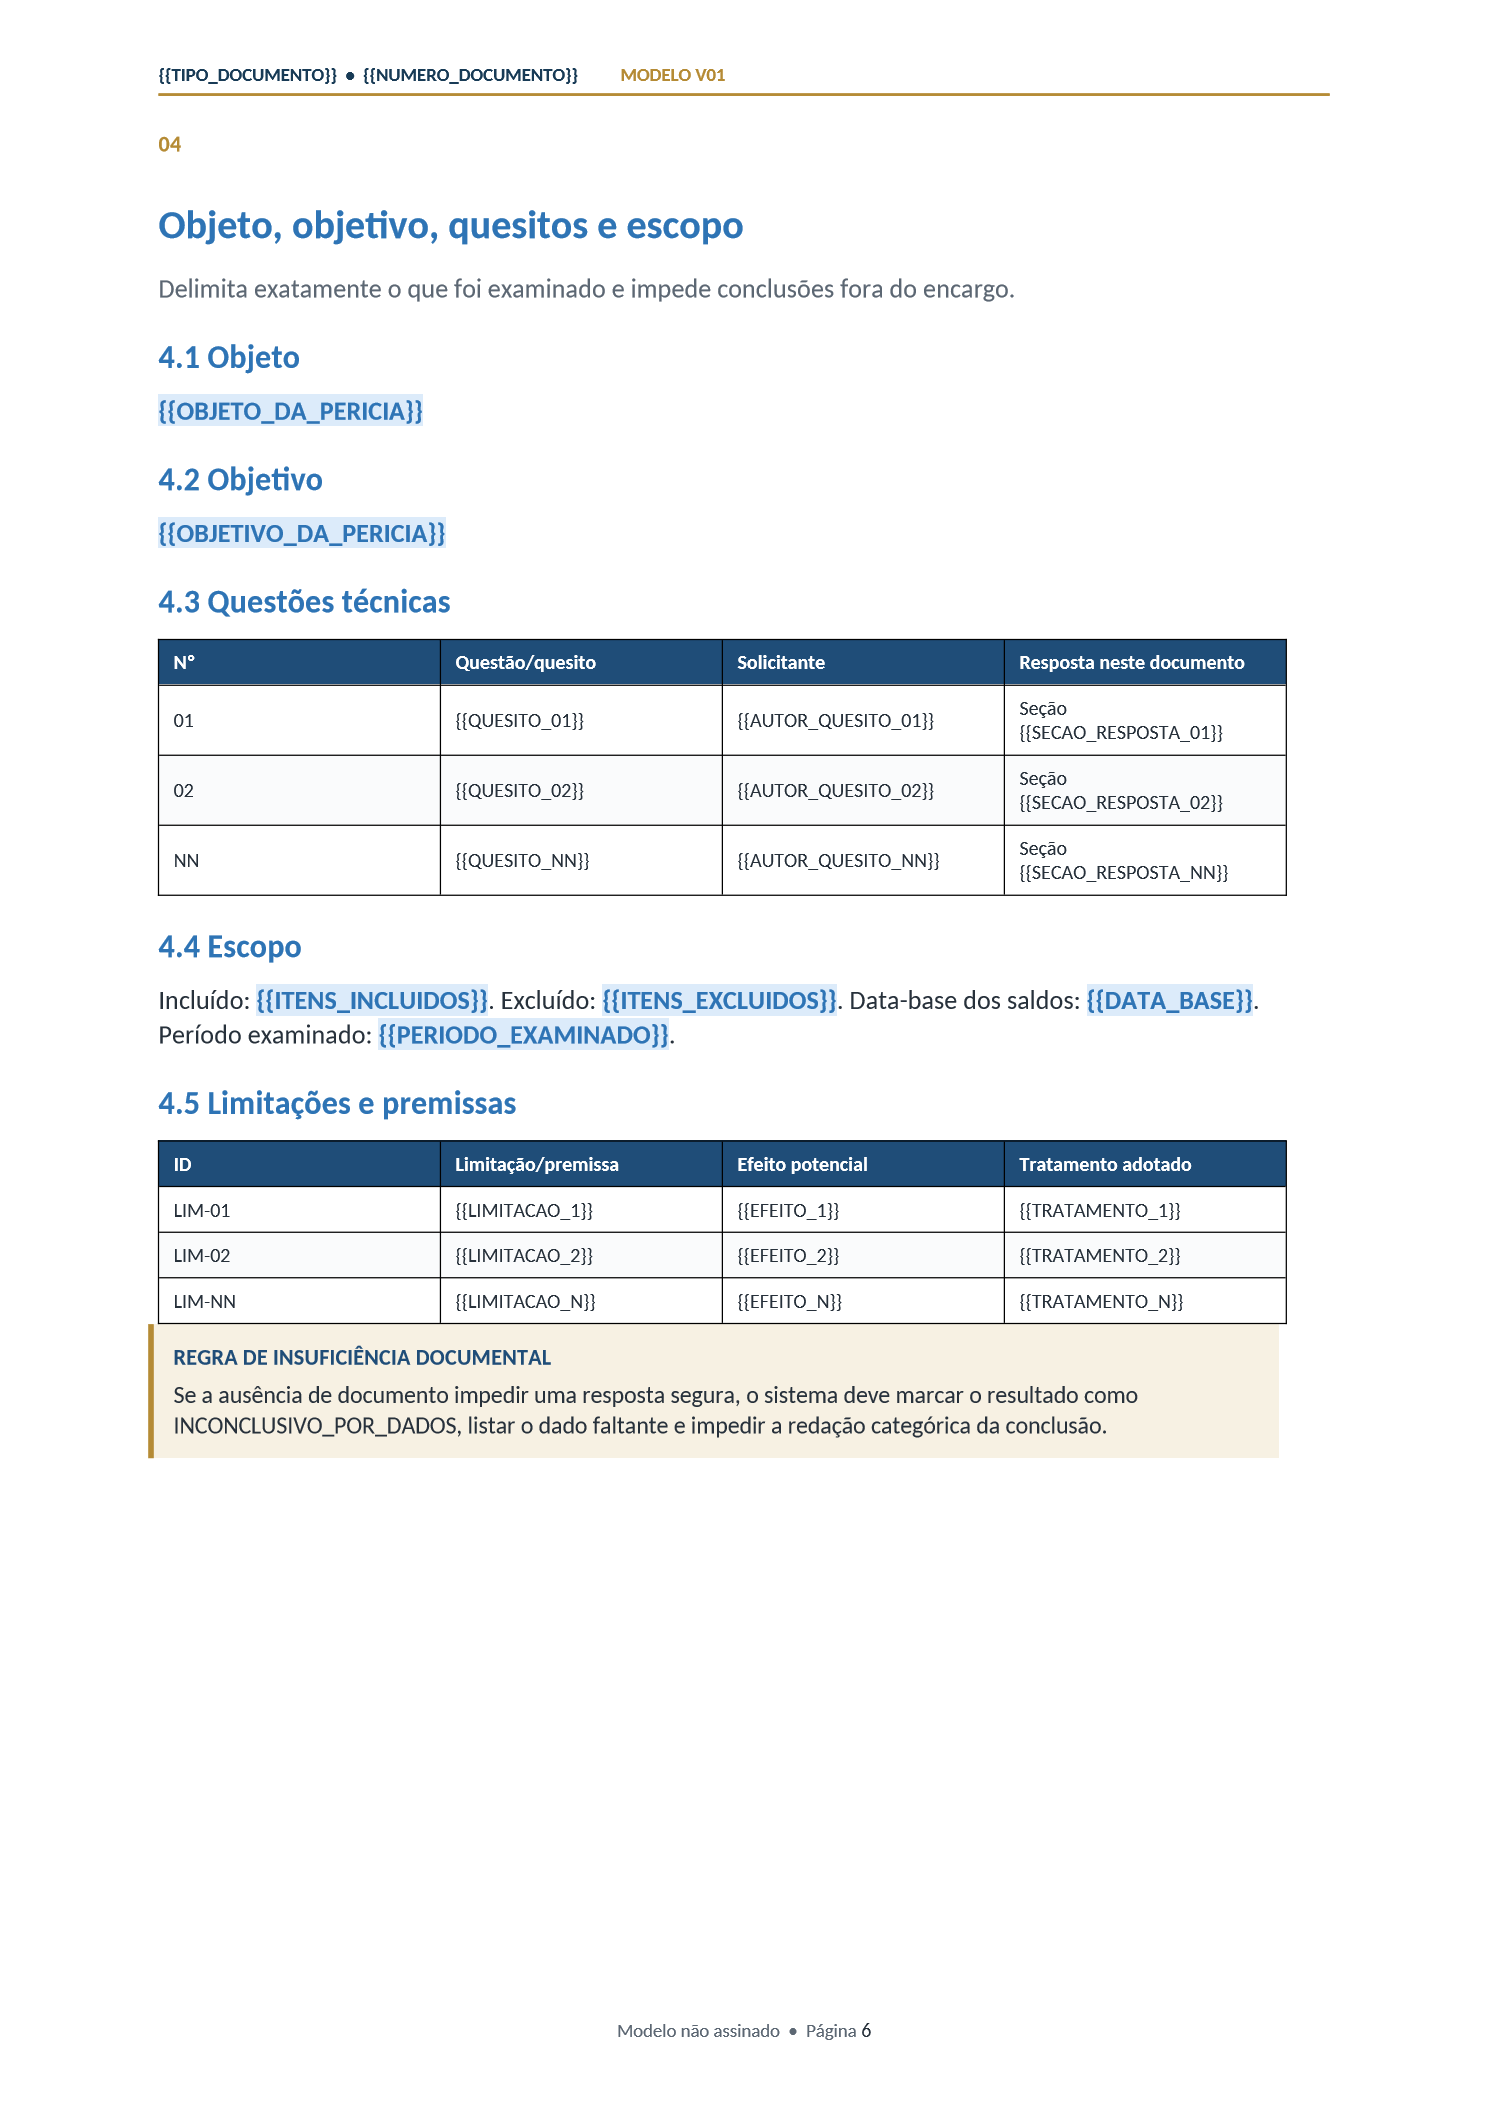 {{TIPO_DOCUMENTO}} • {{NUMERO_DOCUMENTO}} MODELO V01
04
Objeto, objetivo, quesitos e escopo
Delimita exatamente o que foi examinado e impede conclusões fora do encargo.
4.1 Objeto
{{OBJETO_DA_PERICIA}}
4.2 Objetivo
{{OBJETIVO_DA_PERICIA}}
4.3 Questões técnicas
Nº Questão/quesito Solicitante Resposta neste documento
01 {{QUESITO_01}} {{AUTOR_QUESITO_01}} Seção
{{SECAO_RESPOSTA_01}}
02 {{QUESITO_02}} {{AUTOR_QUESITO_02}} Seção
{{SECAO_RESPOSTA_02}}
NN {{QUESITO_NN}} {{AUTOR_QUESITO_NN}} Seção
{{SECAO_RESPOSTA_NN}}
4.4 Escopo
Incluído: {{ITENS_INCLUIDOS}}. Excluído: {{ITENS_EXCLUIDOS}}. Data-base dos saldos: {{DATA_BASE}}.
Período examinado: {{PERIODO_EXAMINADO}}.
4.5 Limitações e premissas
ID Limitação/premissa Efeito potencial Tratamento adotado
LIM-01 {{LIMITACAO_1}} {{EFEITO_1}} {{TRATAMENTO_1}}
LIM-02 {{LIMITACAO_2}} {{EFEITO_2}} {{TRATAMENTO_2}}
LIM-NN {{LIMITACAO_N}} {{EFEITO_N}} {{TRATAMENTO_N}}
REGRA DE INSUFICIÊNCIA DOCUMENTAL
Se a ausência de documento impedir uma resposta segura, o sistema deve marcar o resultado como
INCONCLUSIVO_POR_DADOS, listar o dado faltante e impedir a redação categórica da conclusão.
Modelo não assinado • Página 6